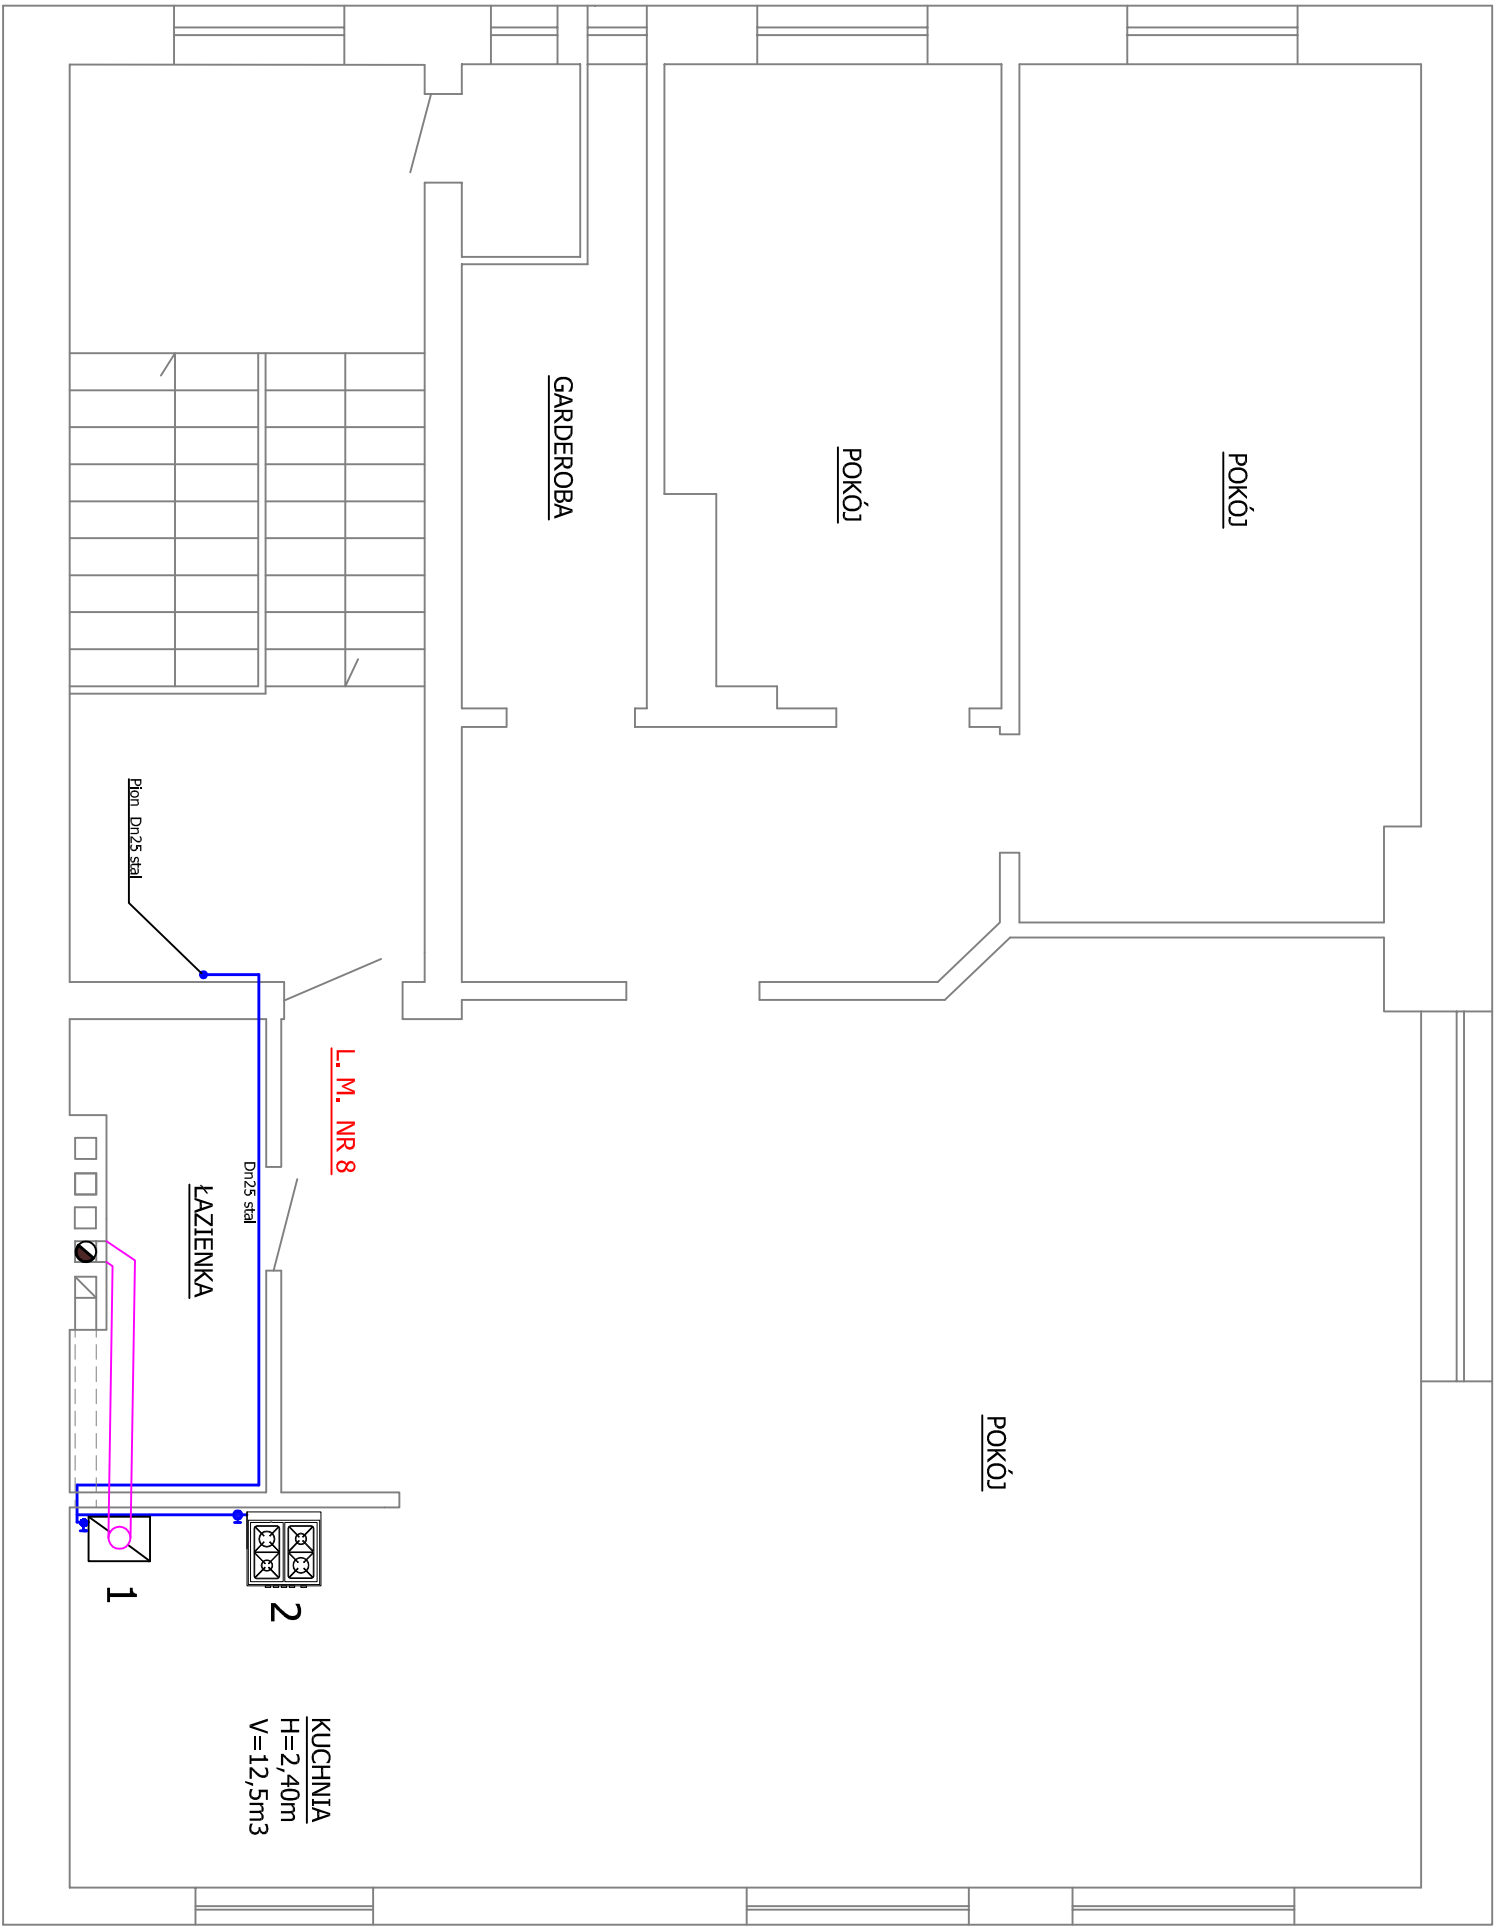 POKÓJ
POKÓJ
GARDEROBA
Pion Dn25 stal
L. M. NR 8
Dn25 stal
ŁAZIENKA
POKÓJ
1
2
KUCHNIA
H=2,40m
V=12,5m3